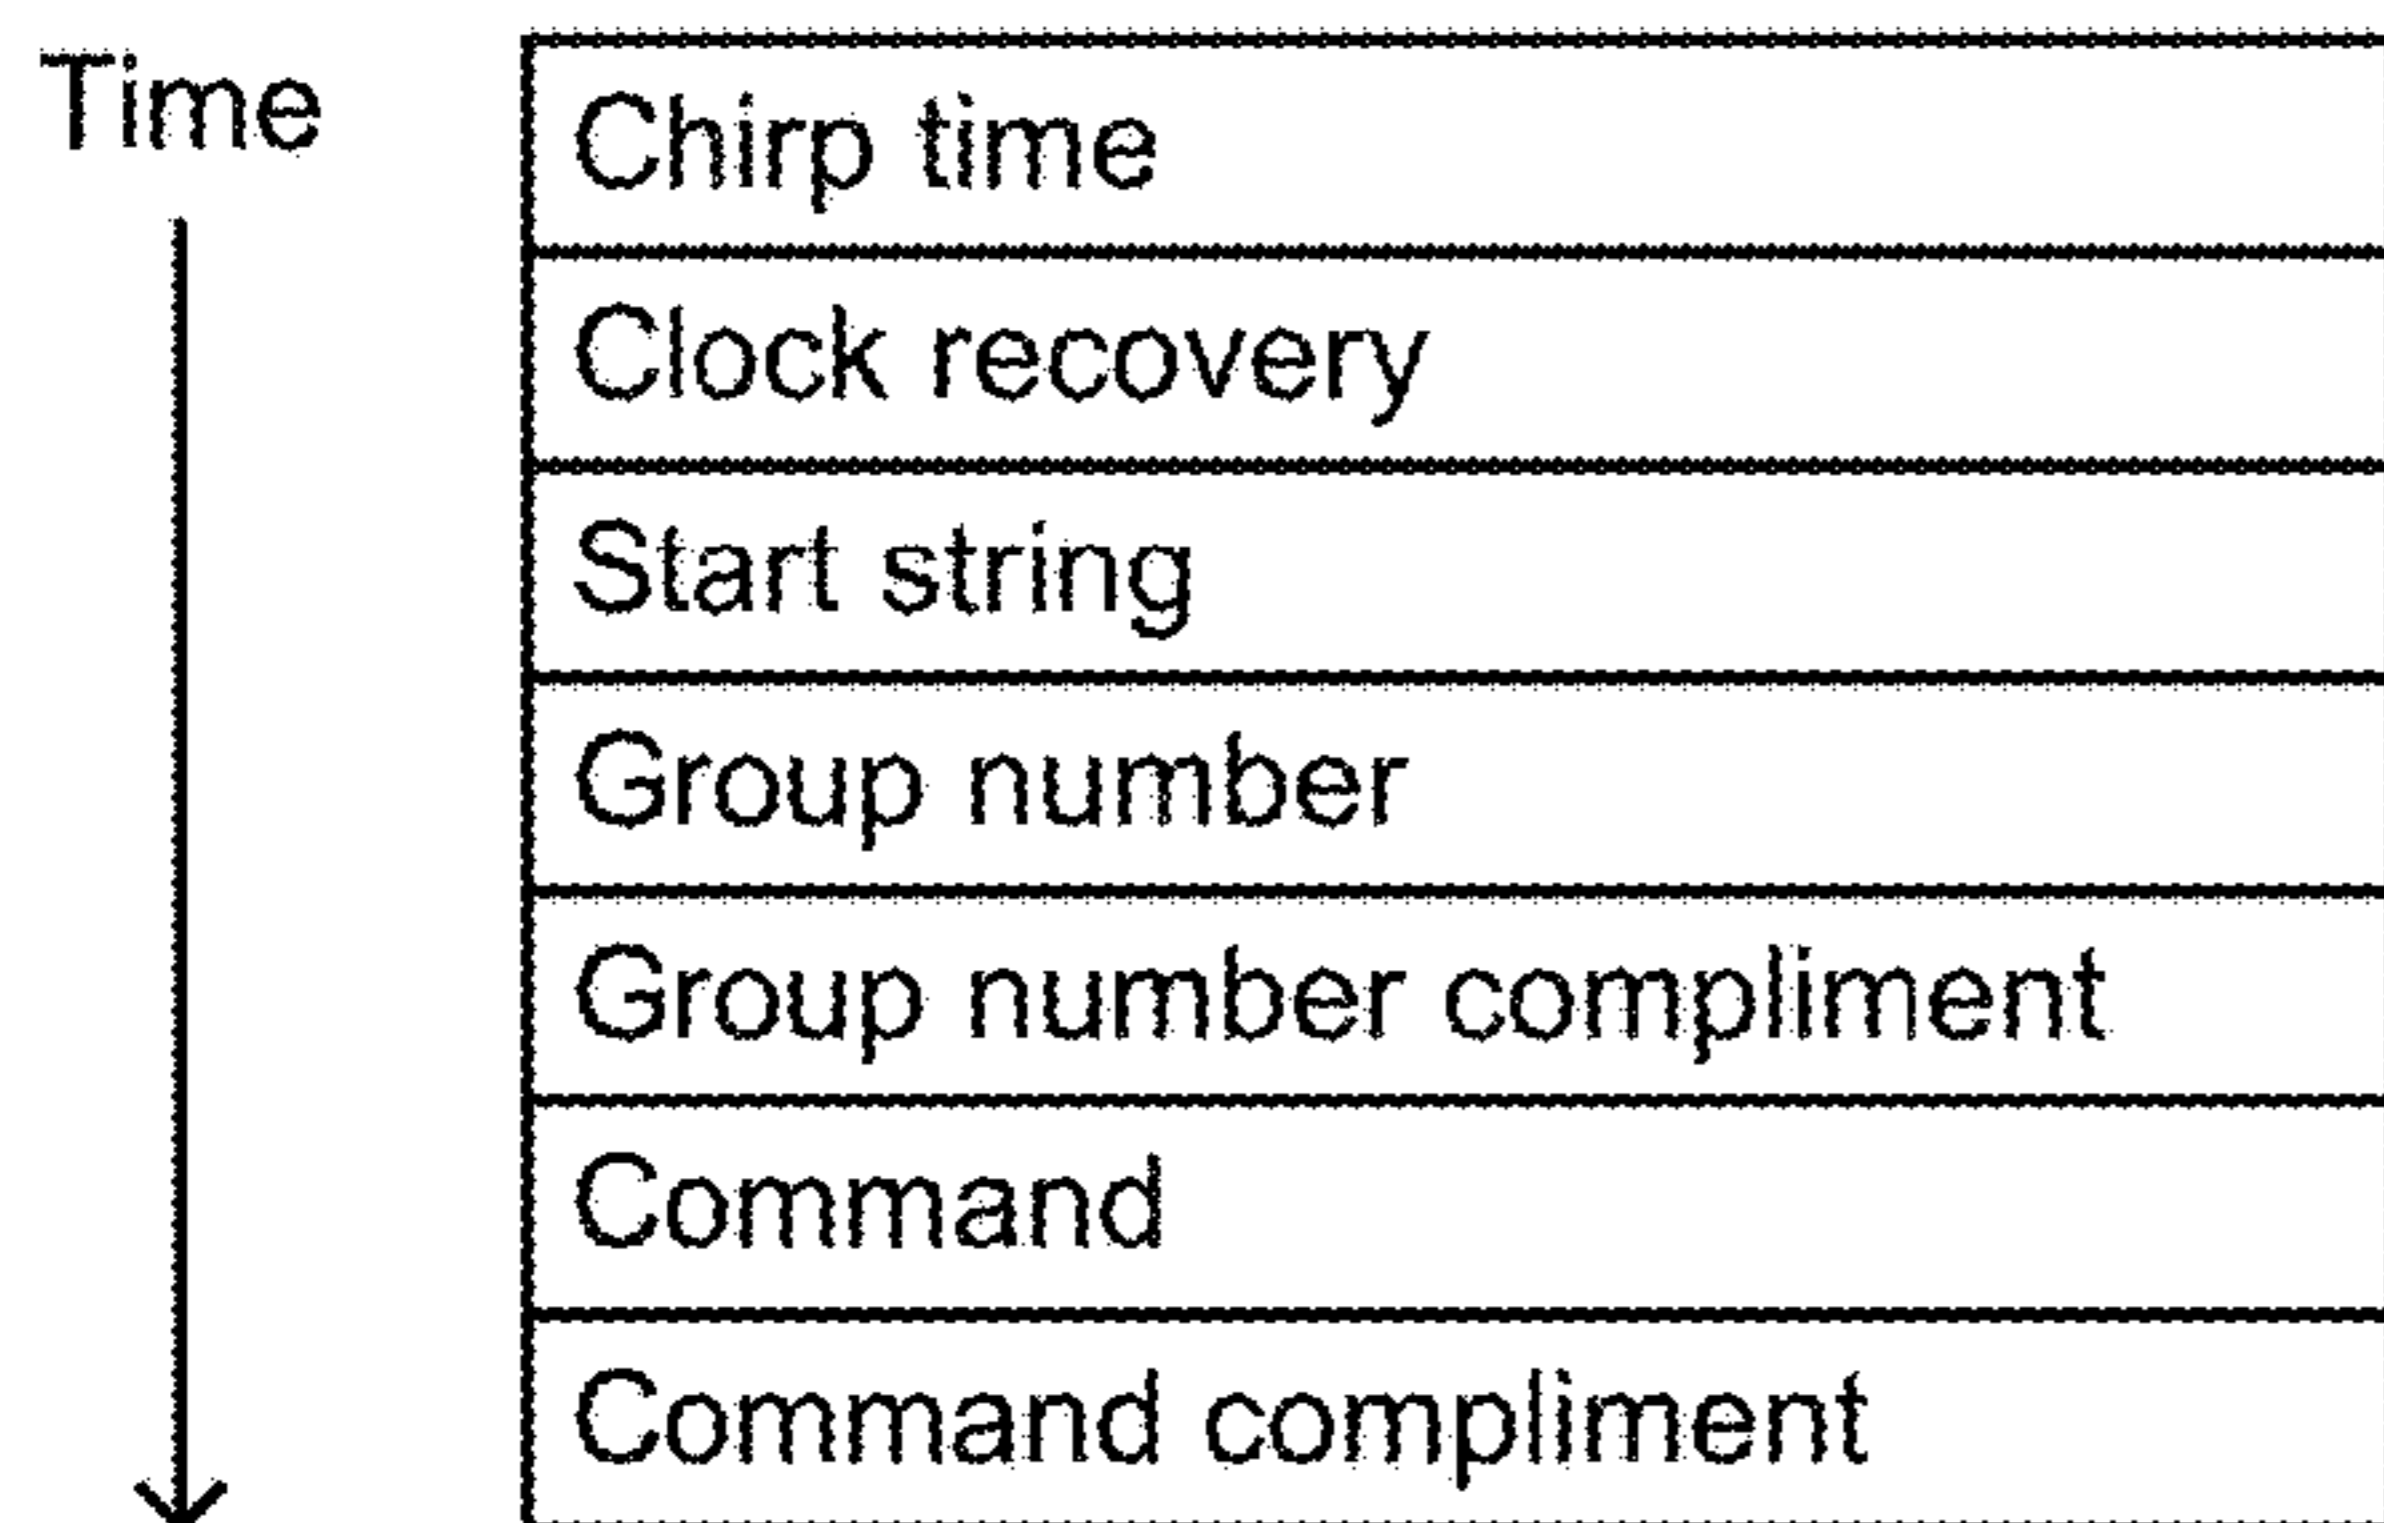 Time
Chirp time
Clock recovery
Start string
Group number
Group number compliment
Command
Command compliment